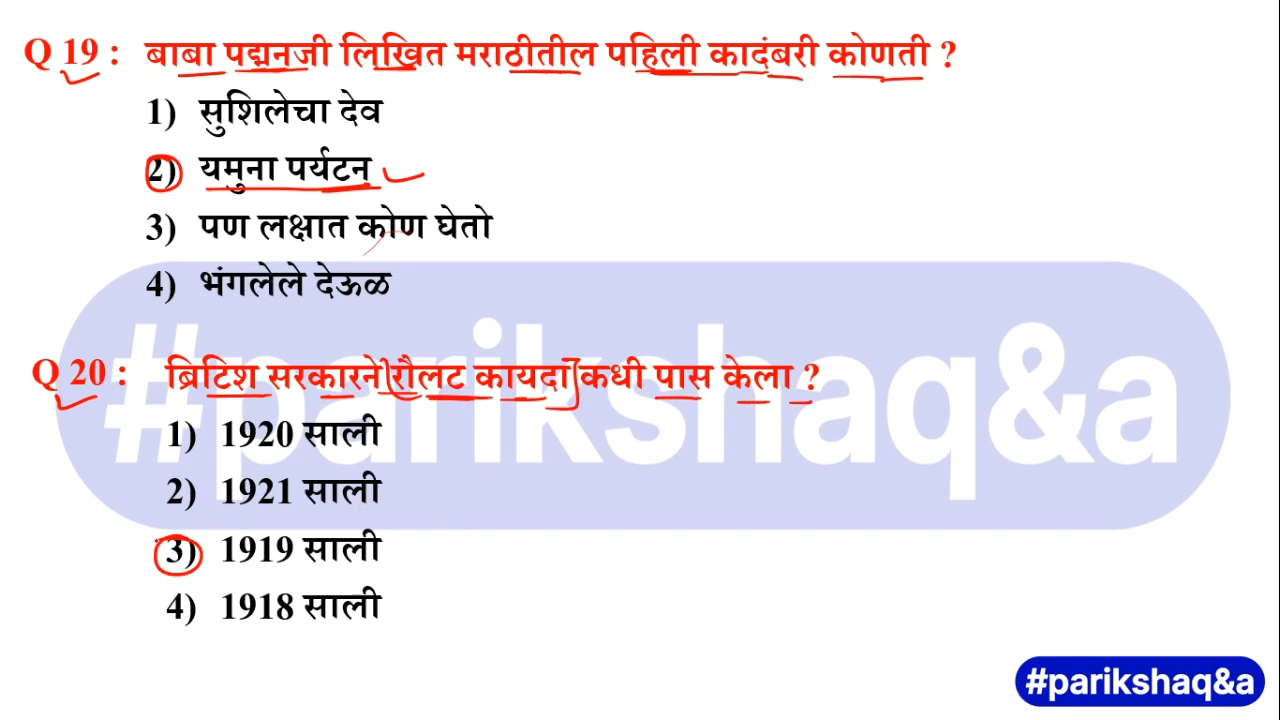 Q 19 : बाबा पद्मनजी लिखित मराठीतील पहिली कादंबरी कोणती ?
1) सुशिलेचा देव
2) यमुना पर्यटन
3) पण लक्षात कोण घेतो
4) भंगलेले देऊळ
Q 20 : ब्रिटिश सरकारने रौलट कायदा कधी पास केला ?
1) 1920 साली
2) 1921 साली
3) 1919 साली
4) 1918 साली
#parikshaq&a
#parikshaq&a